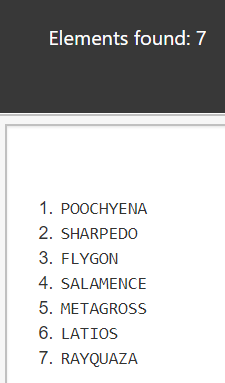 Elements found: 7
1. POOCHYENA
2. SHARPEDO
3. FLYGON
4. SALAMENCE
5. METAGROSS
6. LATIOS
7. RAYQUAZA